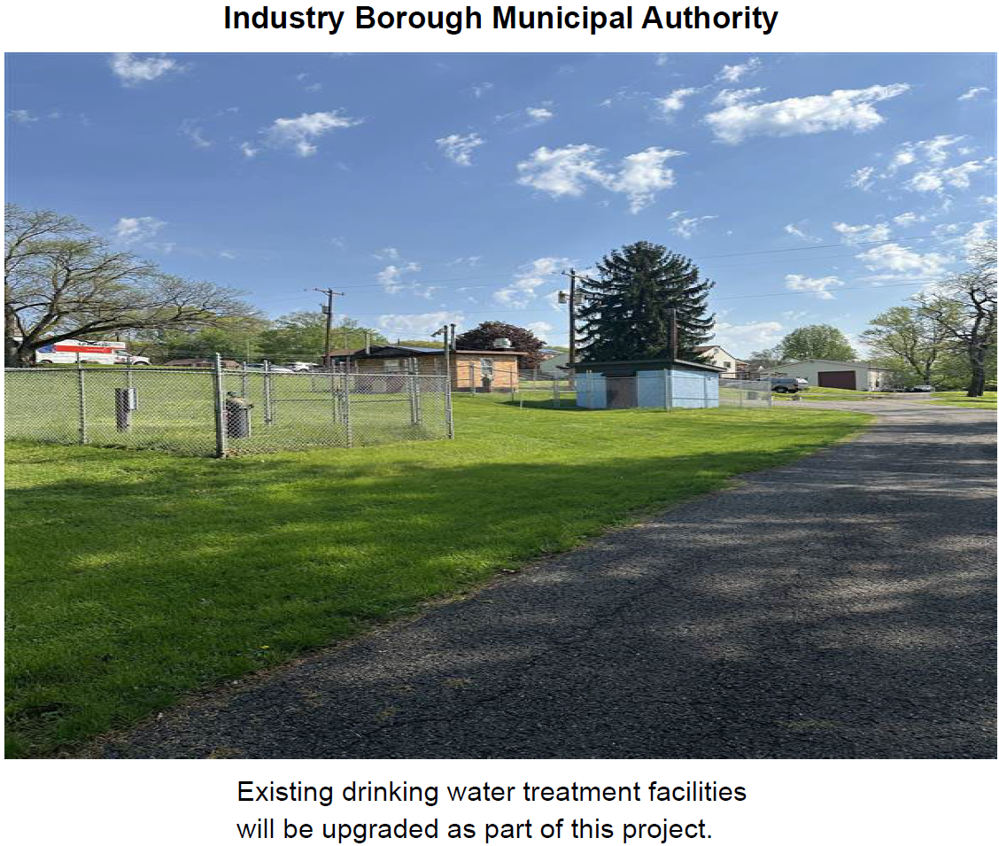 Industry Borough Municipal Authority
Existing drinking water treatment facilities
will be upgraded as part of this project.